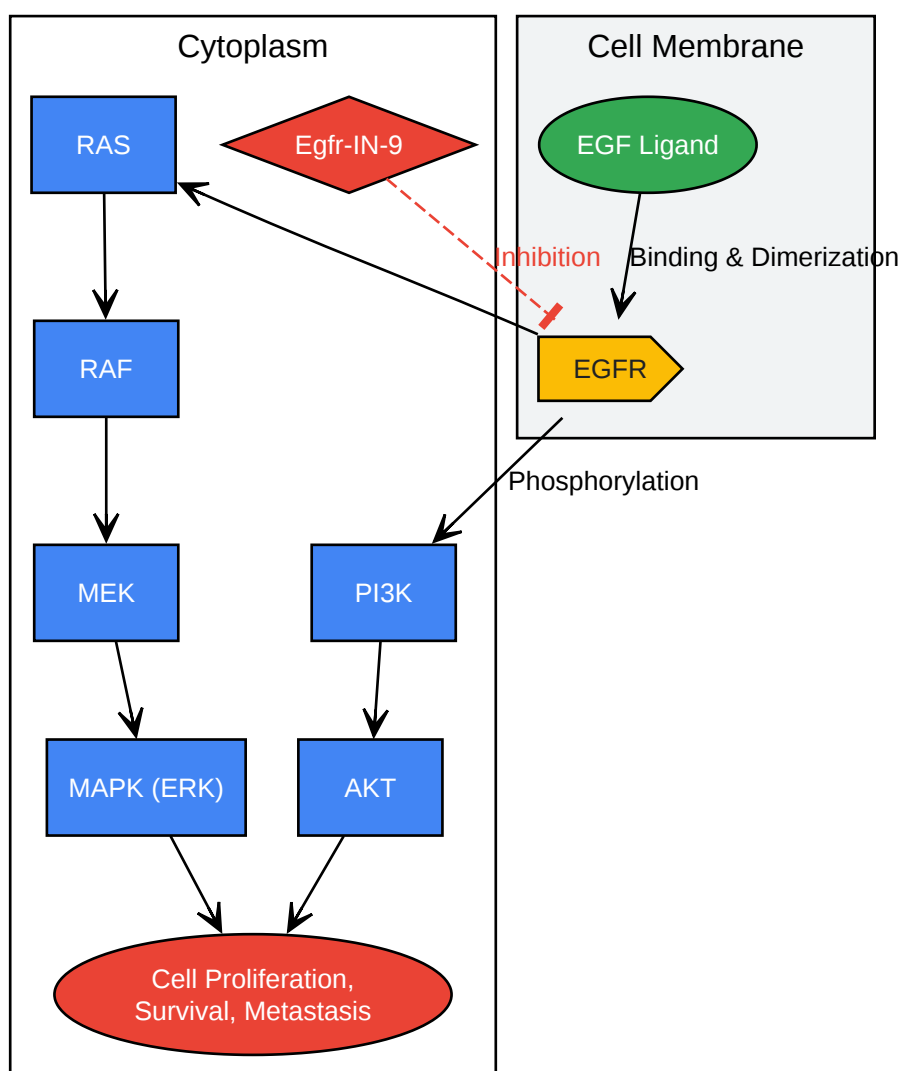 Cytoplasm
Cell Membrane
RAS
Egfr-IN-9
EGF Ligand
Inhibition
Binding & Dimerization
RAF
EGFR
Phosphorylation
MEK
PI3K
MAPK (ERK)
AKT
Cell Proliferation,
Survival, Metastasis